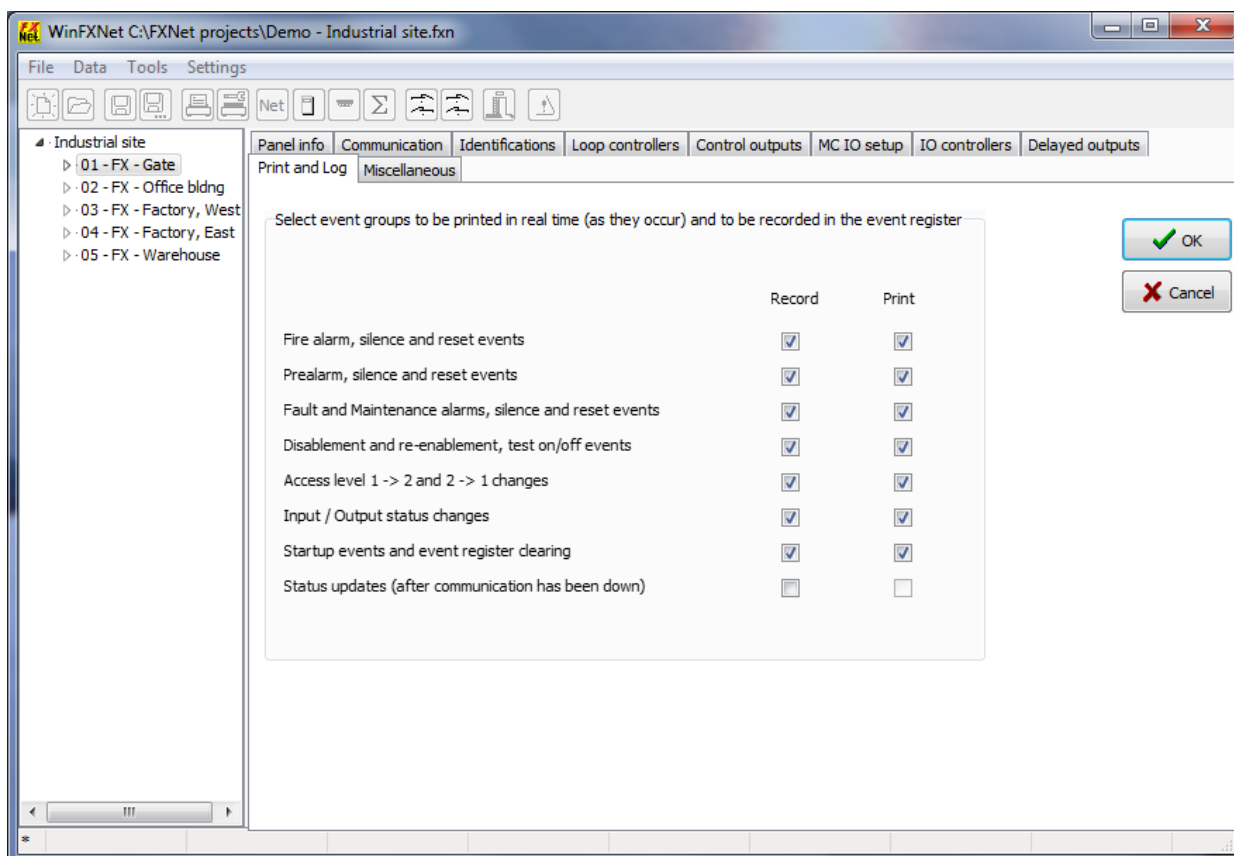 WinFXNet C:\FXNet projects\Demo - Industrial site.fxn
File Data Tools Settings
Net Σ
Industrial site
01 - FX - Gate
02 - FX - Office bldng
03 - FX - Factory, West
04 - FX - Factory, East
05 - FX - Warehouse
Panel info Communication Identifications Loop controllers Control outputs MC IO setup IO controllers Delayed outputs
Print and Log Miscellaneous
Select event groups to be printed in real time (as they occur) and to be recorded in the event register
OK
Cancel
Record Print
Fire alarm, silence and reset events
Prealarm, silence and reset events
Fault and Maintenance alarms, silence and reset events
Disablement and re-enablement, test on/off events
Access level 1 -> 2 and 2 -> 1 changes
Input / Output status changes
Startup events and event register clearing
Status updates (after communication has been down)
*